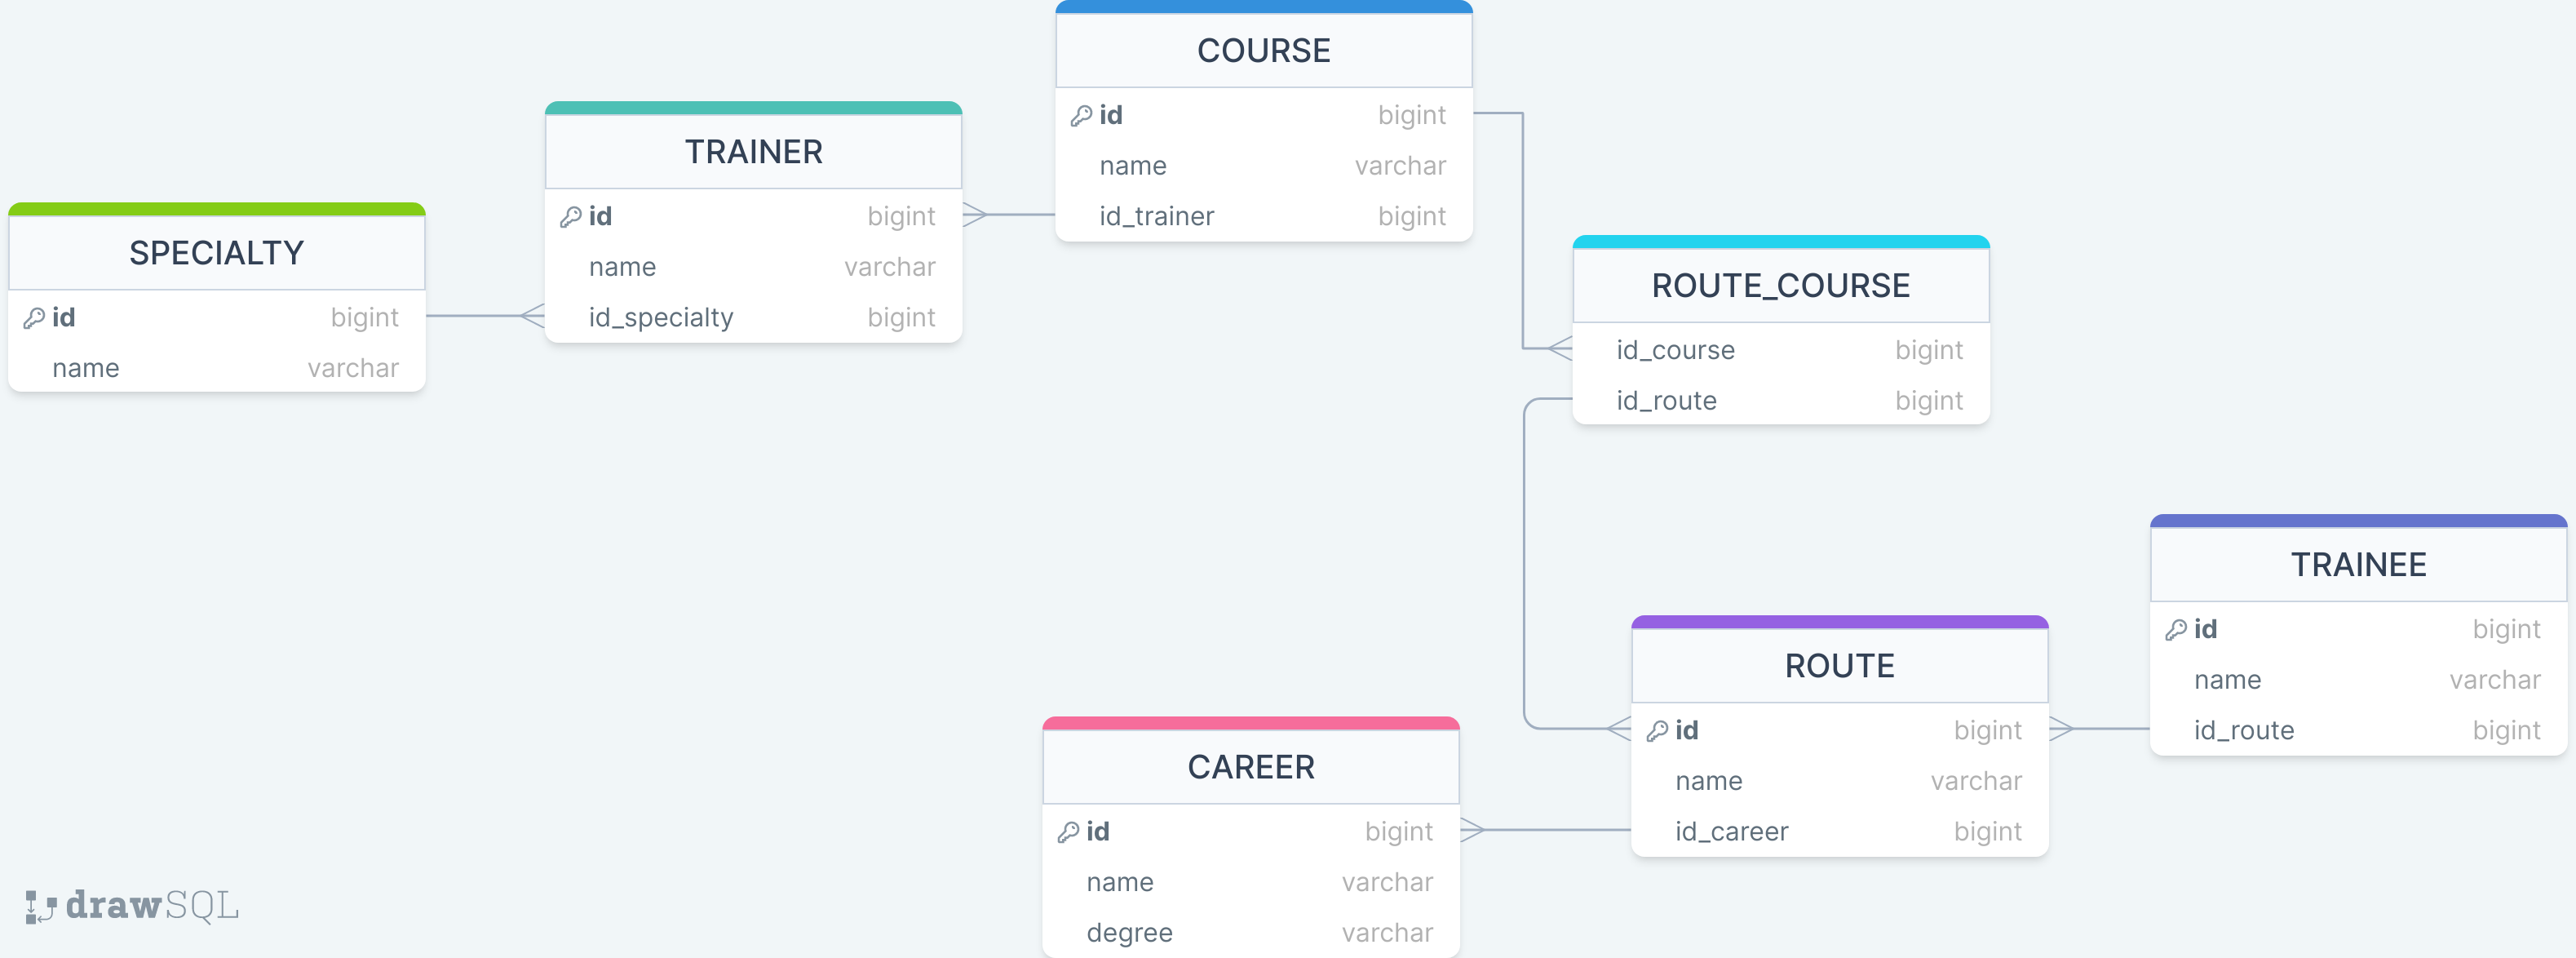 SPECIALTY
id bigint
name varchar
TRAINER
id bigint
name varchar
id_specialty bigint
COURSE
id bigint
name varchar
id_trainer bigint
ROUTE_COURSE
id_course bigint
id_route bigint
TRAINEE
id bigint
name varchar
id_route bigint
ROUTE
id bigint
name varchar
id_career bigint
CAREER
id bigint
name varchar
degree varchar
drawSQL